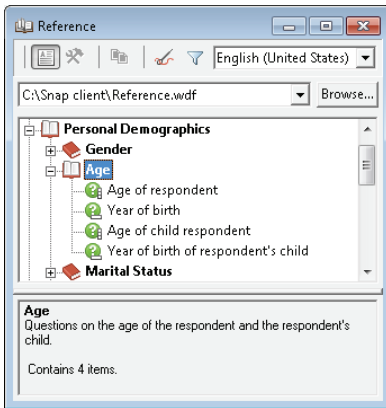 Reference
English (United States)
C:\Snap client\Reference.wdf
Browse...
Personal Demographics
Gender
Age
Age of respondent
Year of birth
Age of child respondent
Year of birth of respondent's child
Marital Status
Age
Questions on the age of the respondent and the respondent's
child.
Contains 4 items.